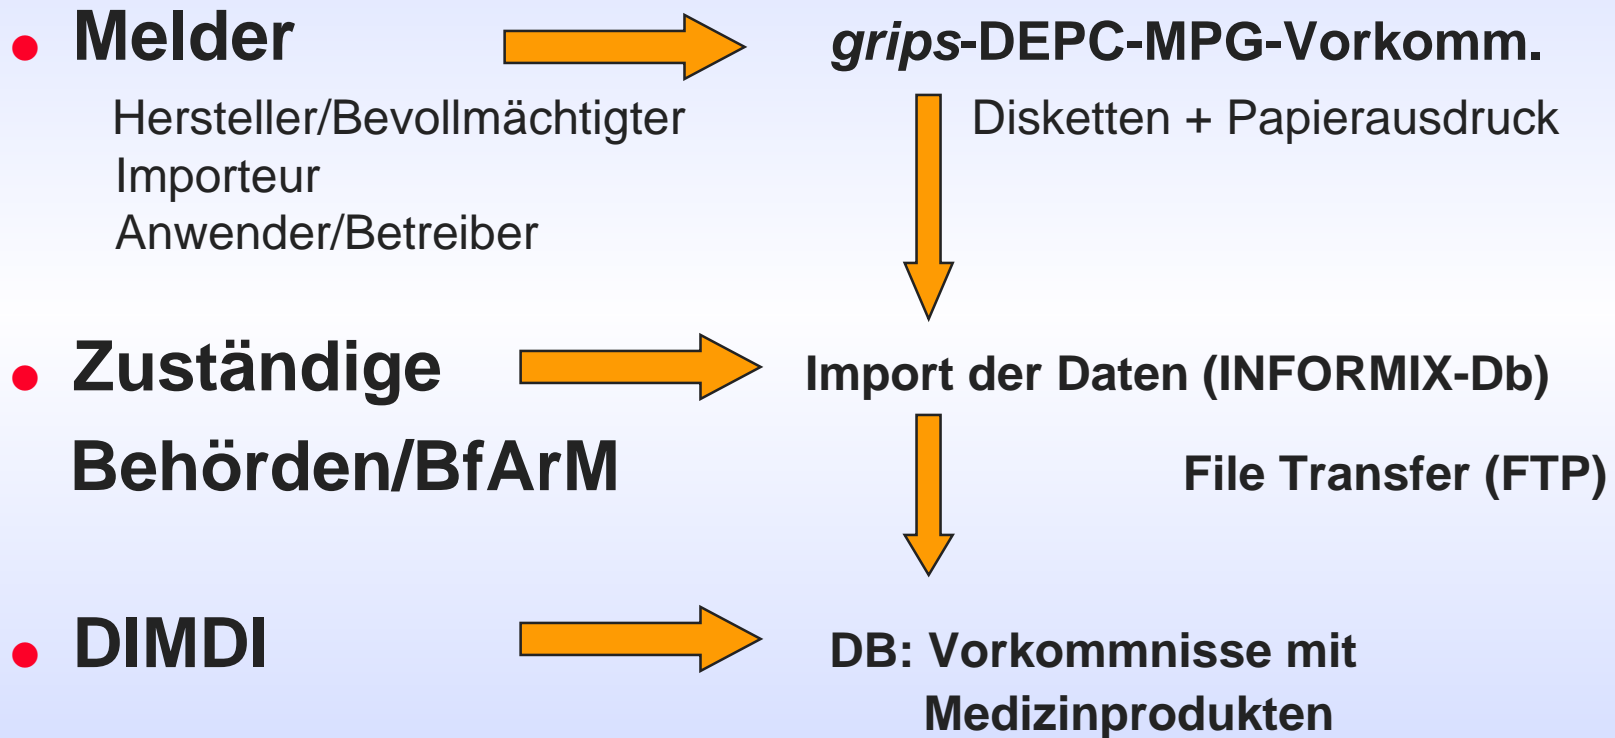 Melder
grips-DEPC-MPG-Vorkomm.
Hersteller/Bevollmächtigter
Disketten + Papierausdruck
Importeur
Anwender/Betreiber
Zuständige
Import der Daten (INFORMIX-Db)
Behörden/BfArM
File Transfer (FTP)
DIMDI
DB: Vorkommnisse mit
Medizinprodukten